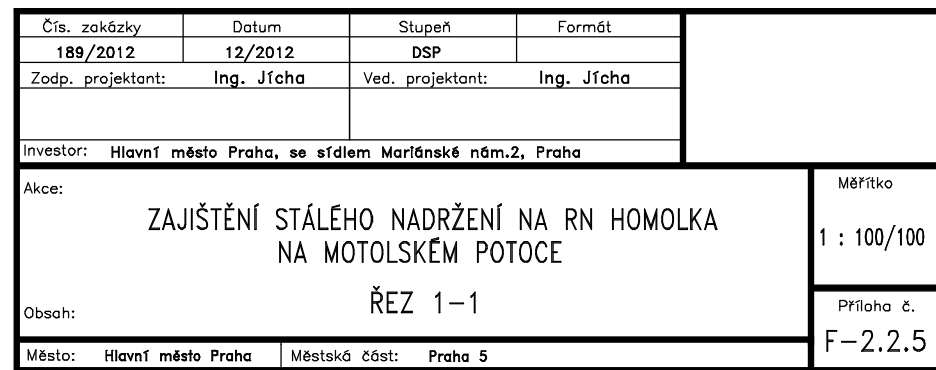 Čís. zakázky Datum Stupeň Formát
189/2012 12/2012 DSP
Zodp. projektant: Ing. Jícha Ved. projektant: Ing. Jícha
Investor: Hlavní město Praha, se sídlem Mariánské nám.2, Praha
Akce:
ZAJIŠTĚNÍ STÁLÉHO NADRŽENÍ NA RN HOMOLKA
NA MOTOLSKÉM POTOCE
Měřítko
1 : 100/100
Obsah: ŘEZ 1-1
Příloha č.
F-2.2.5
Město: Hlavní město Praha Městská část: Praha 5